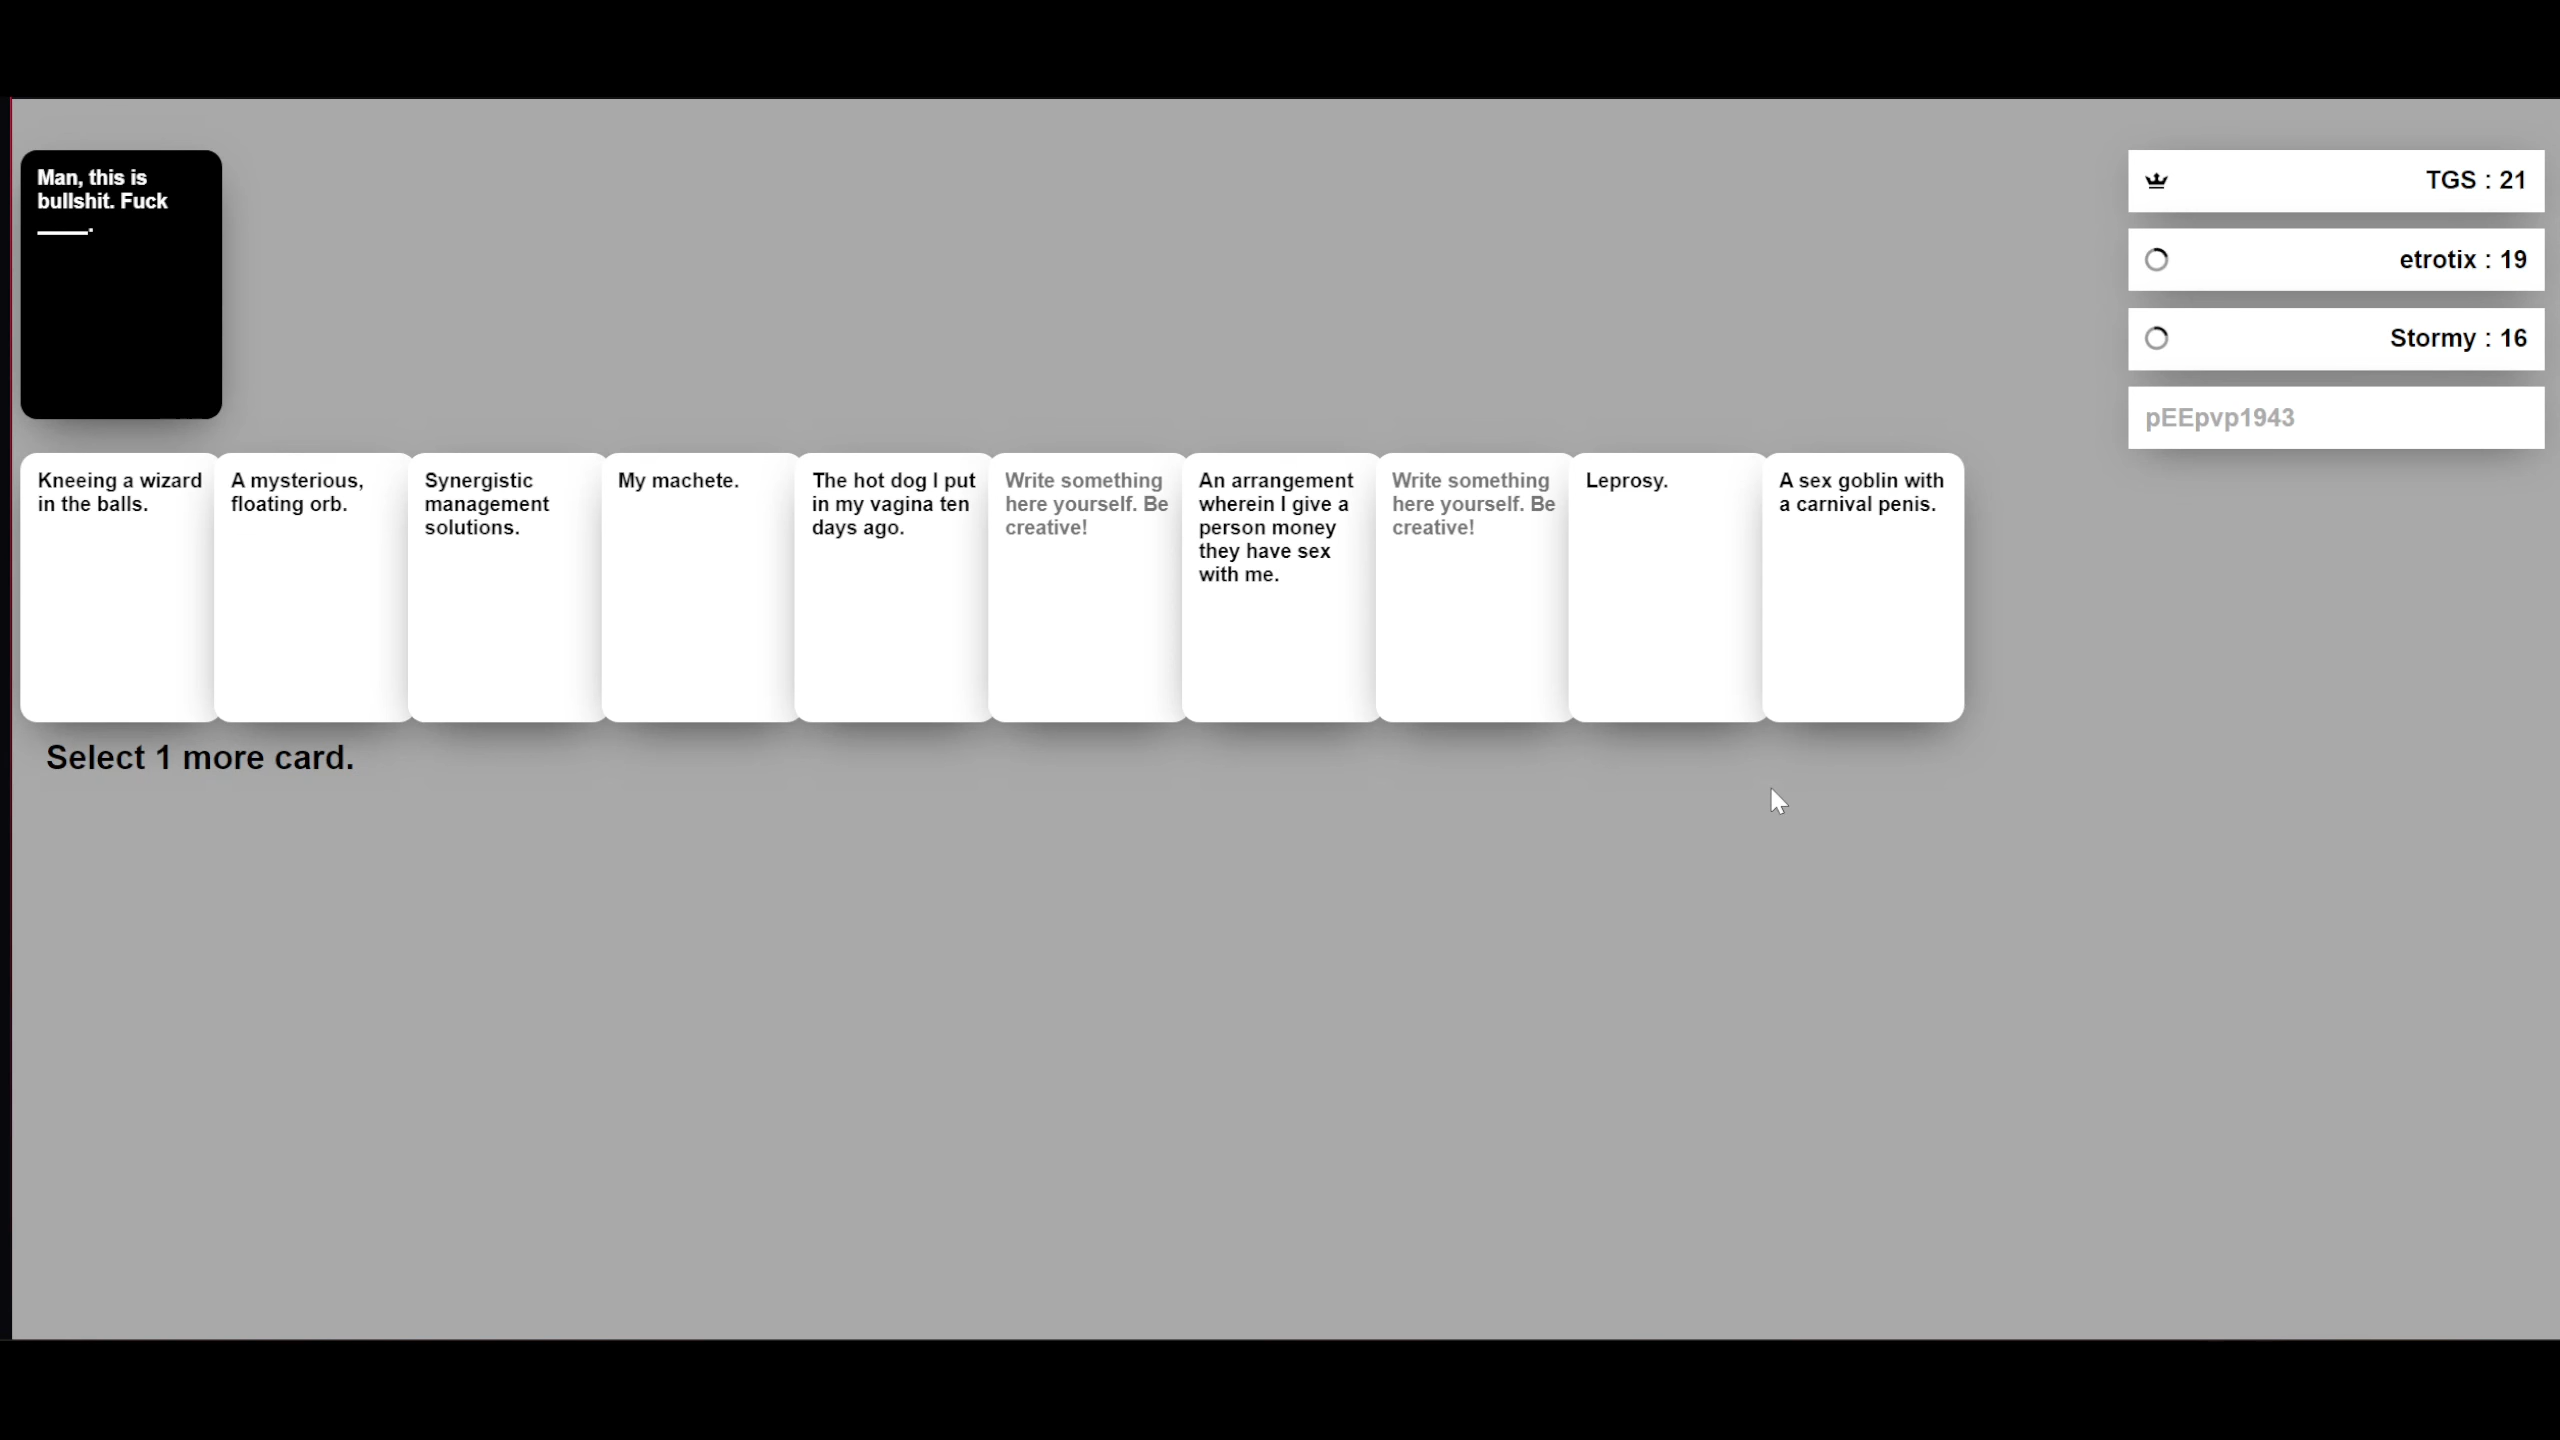 Man, this is
bullshit. Fuck
_____.
TGS : 21
etrotix : 19
Stormy : 16
pEEpvp1943
Kneeing a wizard
in the balls.
A mysterious,
floating orb.
Synergistic
management
solutions.
My machete.
The hot dog I put
in my vagina ten
days ago.
Write something
here yourself. Be
creative!
An arrangement
wherein I give a
person money
they have sex
with me.
Write something
here yourself. Be
creative!
Leprosy.
A sex goblin with
a carnival penis.
Select 1 more card.